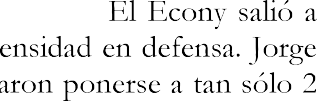 El Econy salió a
ensidad en defensa. Jorge
aron ponerse a tan sólo 2